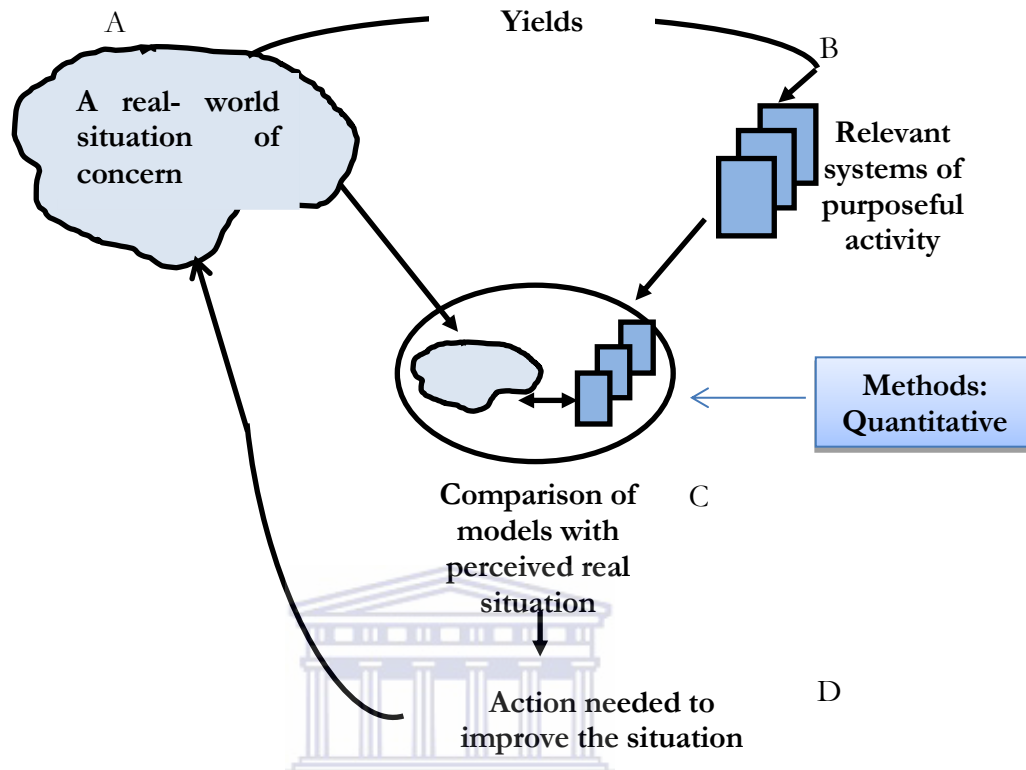 A
Yields
B
A real- world
situation of
concern
Relevant
systems of
purposeful
activity
Methods:
Quantitative
Comparison of
models with
perceived real
situation
C
Action needed to
improve the situation
D